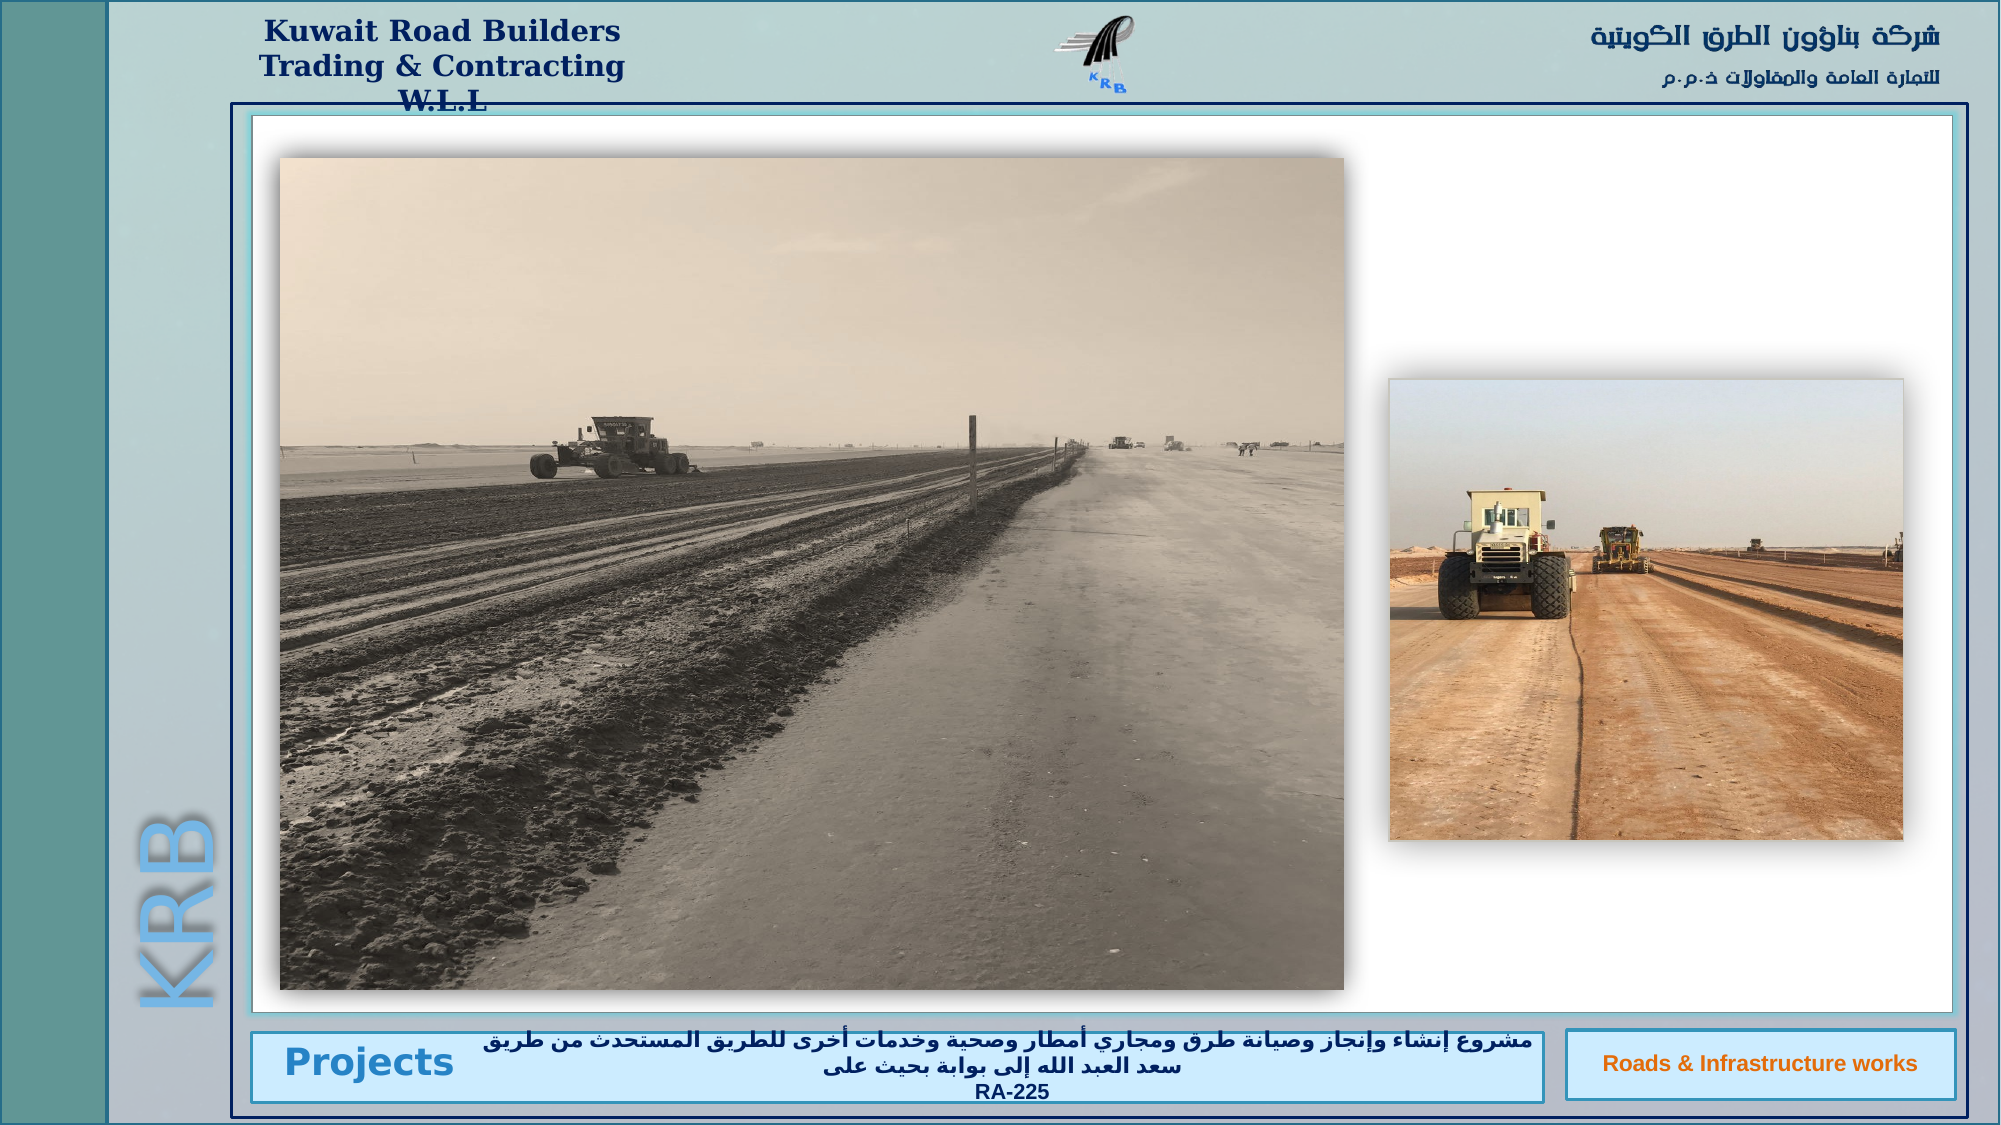 Kuwait Road Builders
Trading & Contracting
W.L.L
KRB
شركة بناؤون الطرق الكويتية
للتجارة العامة والمقاولات ذ.م.م
KRB
Projects
مشروع إنشاء وإنجاز وصيانة طرق ومجاري أمطار وصحية وخدمات أخرى للطريق المستحدث من طريق
سعد العبد الله إلى بوابة بحيث على
RA-225
Roads & Infrastructure works